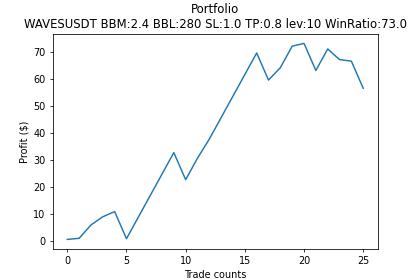 Portfolio
WAVESUSDT BBM:2.4 BBL:280 SL:1.0 TP:0.8 lev:10 WinRatio:73.0
Profit ($)
70
60
50
40
30
20
10
0
0 5 10 15 20 25
Trade counts